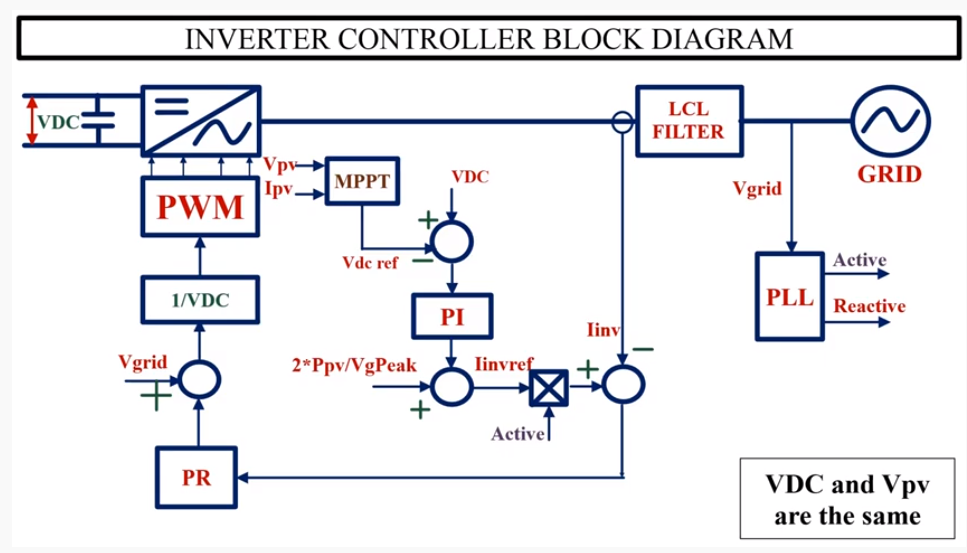 INVERTER CONTROLLER BLOCK DIAGRAM
VDC
LCL
FILTER
GRID
Vpv
Ipv
MPPT
VDC
Vgrid
PWM
+
Vdc ref
−
Active
PLL
Reactive
1/VDC
PI
Iinv
−
Vgrid
+
2*Ppv/VgPeak
Iinvref
+
+
Active
PR
VDC and Vpv
are the same